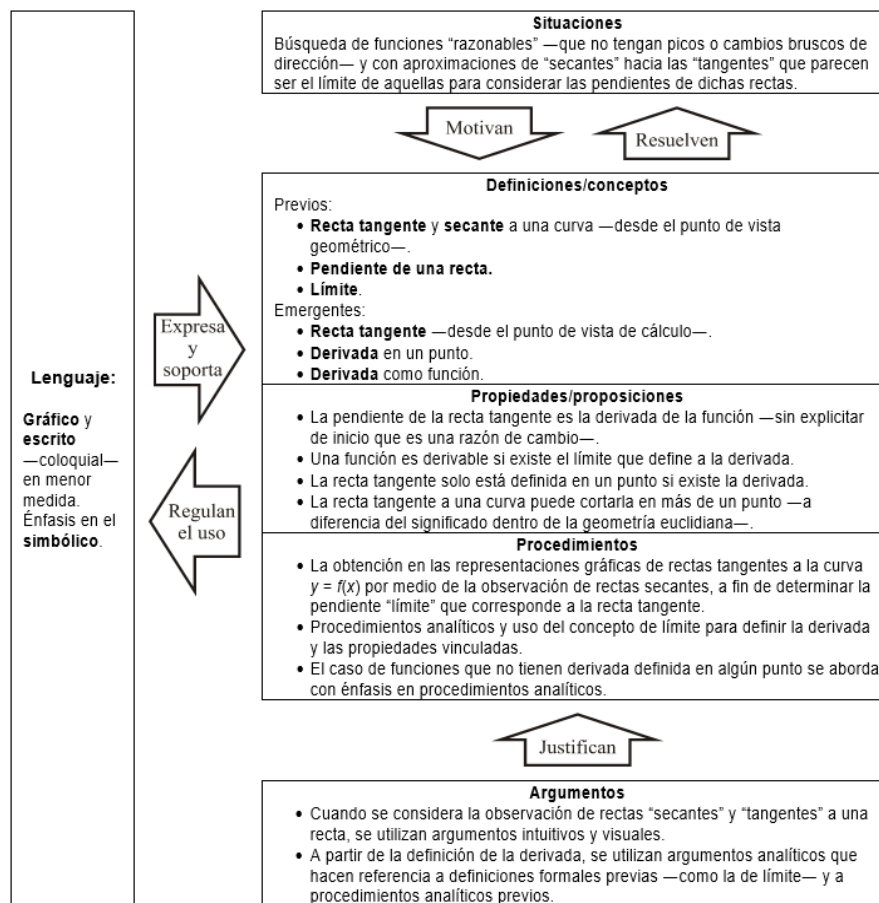 Situaciones
Búsqueda de funciones “razonables” —que no tengan picos o cambios bruscos de
dirección— y con aproximaciones de “secantes” hacia las “tangentes” que parecen
ser el límite de aquellas para considerar las pendientes de dichas rectas.
Motivan
Resuelven
Definiciones/conceptos
Previos:
• Recta tangente y secante a una curva —desde el punto de vista
geométrico—.
• Pendiente de una recta.
• Límite.
Emergentes:
• Recta tangente —desde el punto de vista de cálculo—.
• Derivada en un punto.
• Derivada como función.
Expresa
y
soporta
Lenguaje:
Gráfico y
escrito
—coloquial—
en menor
medida.
Énfasis en el
simbólico.
Regulan
el uso
Propiedades/proposiciones
• La pendiente de la recta tangente es la derivada de la función —sin explicitar
de inicio que es una razón de cambio—.
• Una función es derivable si existe el límite que define a la derivada.
• La recta tangente solo está definida en un punto si existe la derivada.
• La recta tangente a una curva puede cortarla en más de un punto —a
diferencia del significado dentro de la geometría euclidiana—.
Procedimientos
• La obtención en las representaciones gráficas de rectas tangentes a la curva
y = f(x) por medio de la observación de rectas secantes, a fin de determinar la
pendiente “límite” que corresponde a la recta tangente.
• Procedimientos analíticos y uso del concepto de límite para definir la derivada
y las propiedades vinculadas.
• El caso de funciones que no tienen derivada definida en algún punto se aborda
con énfasis en procedimientos analíticos.
Justifican
Argumentos
• Cuando se considera la observación de rectas “secantes” y “tangentes” a una
recta, se utilizan argumentos intuitivos y visuales.
• A partir de la definición de la derivada, se utilizan argumentos analíticos que
hacen referencia a definiciones formales previas —como la de límite— y a
procedimientos analíticos previos.